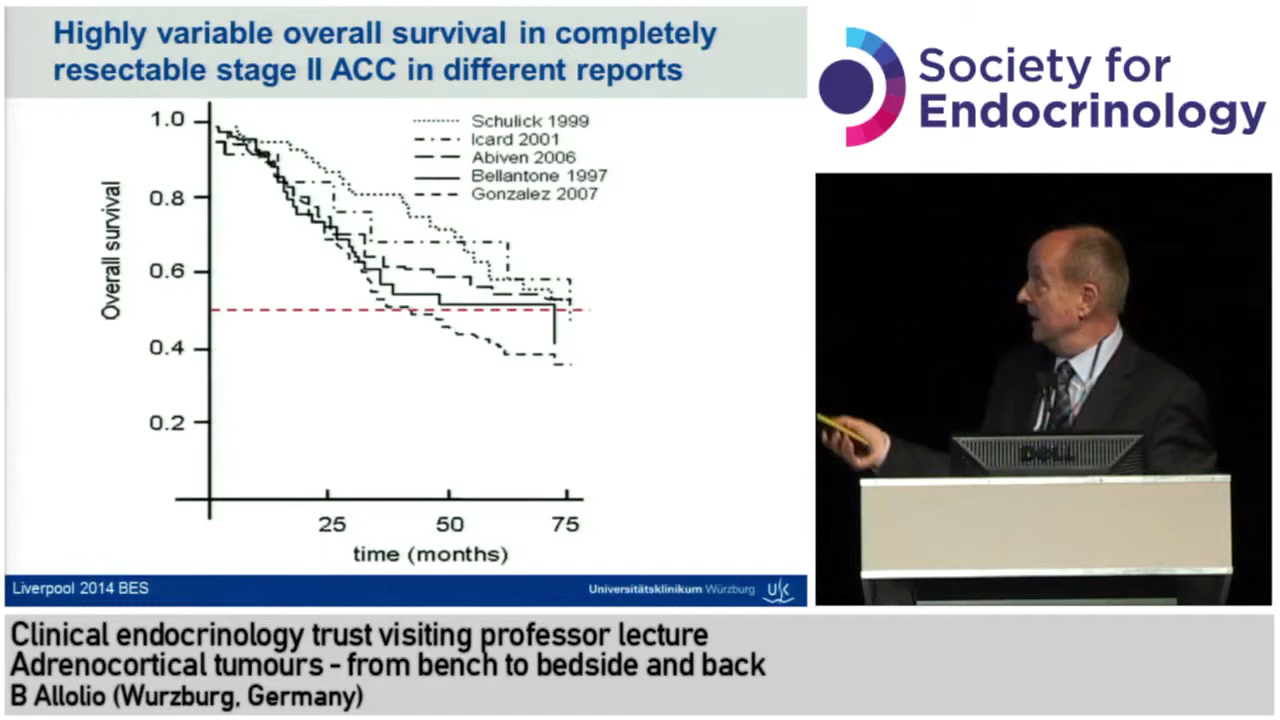 Highly variable overall survival in completely
resectable stage II ACC in different reports
Society for
Endocrinology
1.0
0.8
0.6
0.4
0.2
Overall survival
Schulick 1999
Icard 2001
Abiven 2006
Bellantone 1997
Gonzalez 2007
25 50 75
time (months)
DELL
Liverpool 2014 BES
Universitätsklinikum Würzburg
UK
Clinical endocrinology trust visiting professor lecture
Adrenocortical tumours - from bench to bedside and back
B Allolio (Wurzburg, Germany)